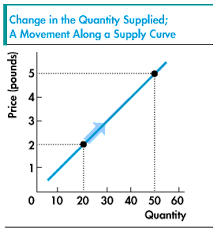 Change in the Quantity Supplied;
A Movement Along a Supply Curve
Price (pounds)
5
4
3
2
1
0 10 20 30 40 50 60
Quantity